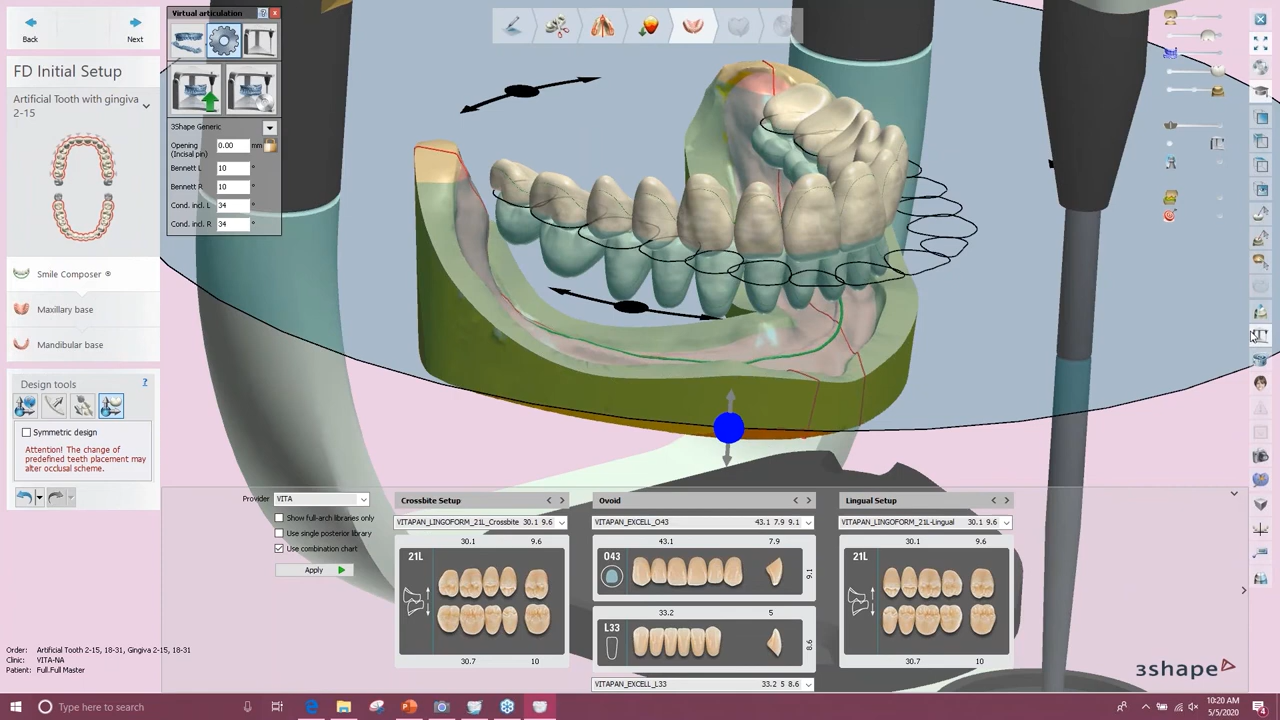 Back
Next
FD Initial Setup
Artificial Tooth with gingiva
2-15
Smile Composer ®
Maxillary base
Mandibular base
Design tools
?
Symmetric design
Attention! The change of
predefined teeth placement may
alter occlusal scheme.
Virtual articulation
?
x
3Shape Generic
Opening
(Incisal pin)
0.00
mm
Bennett L
10
°
Bennett R
10
°
Cond. incl. L
34
°
Cond. incl. R
34
°
Provider
VITA
Show full-arch libraries only
Use single posterior library
Use combination chart
Apply
Crossbite Setup
VITAPAN_LINGOFORM_21L_Crossbite 30.1 9.6
30.1
9.6
21L
30.7
10
Ovoid
VITAPAN_EXCELL_O43
43.1 7.9 9.1
43.1
7.9
O43
9.1
33.2
5
L33
8.6
VITAPAN_EXCELL_L33
33.2 5 8.6
Lingual Setup
VITAPAN_LINGOFORM_21L-Lingual
30.1 9.6
30.1
9.6
21L
30.7
10
Order:
Artificial Tooth 2-15, 18-31, Gingiva 2-15, 18-31
Clinic:
VITA-NA
Patient:
Full.Full Master
3shape
Type here to search
10:20 AM
5/5/2020
4